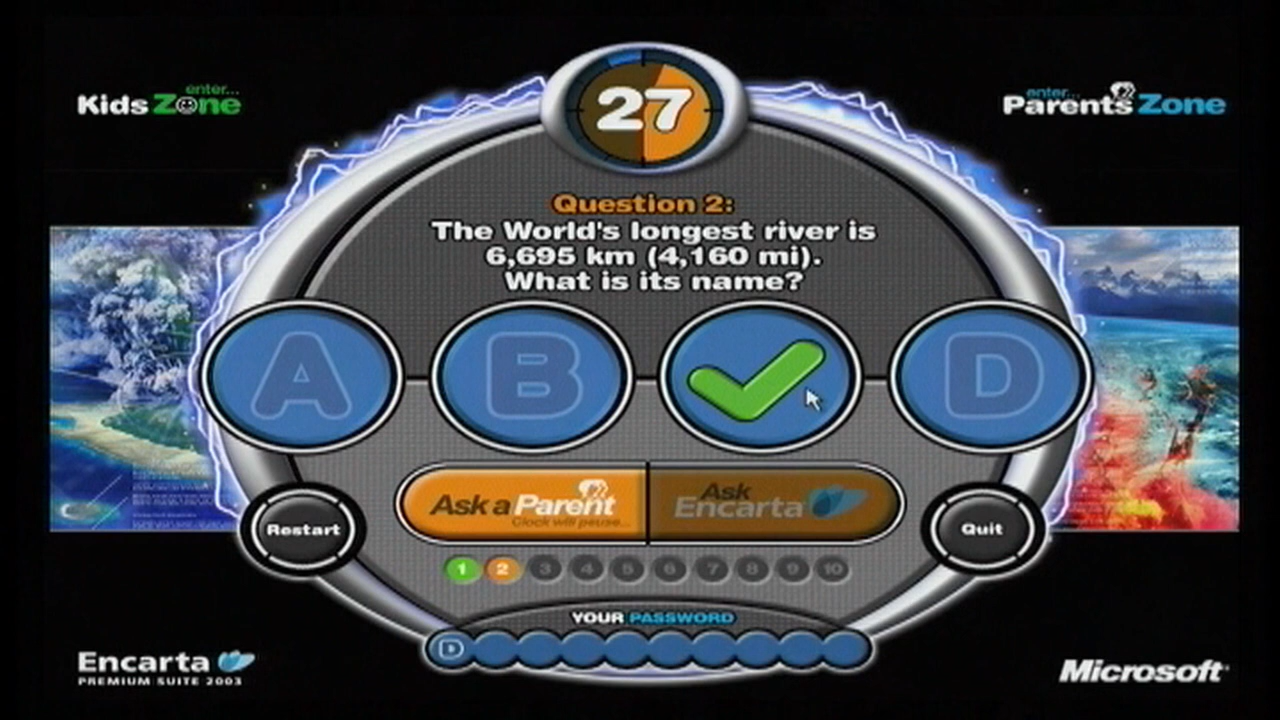 27
enter...
Kids Zone
enter...
Parents Zone
Question 2:
The World's longest river is
6,695 km (4,160 mi).
What is its name?
A
B
D
Ask a Parent
Clock will pause...
Ask
Encarta
Restart
Quit
1 2 3 4 5 6 7 8 9 10
YOUR PASSWORD
D
Encarta
PREMIUM SUITE 2003
Microsoft